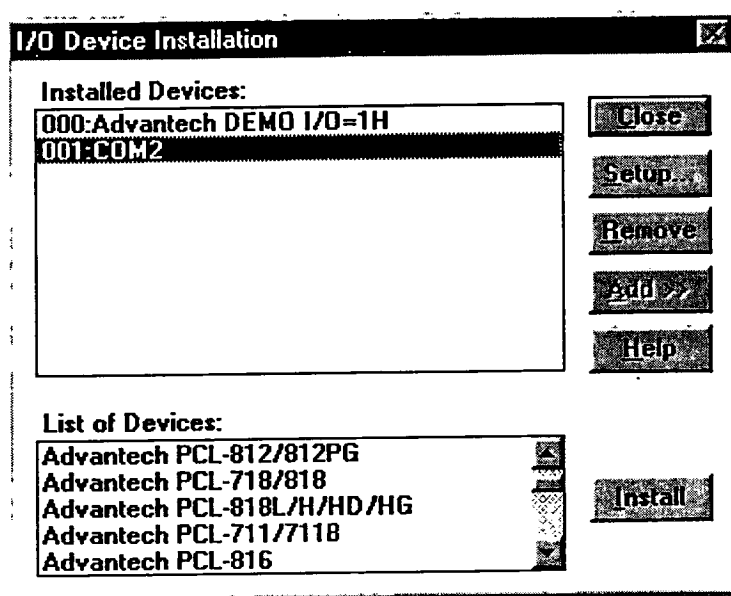 I/O Device Installation
Installed Devices:
000:Advantech DEMO I/O=1H
001:COM2
Close
Setup...
Remove
Add >>
Help
List of Devices:
Advantech PCL-812/812PG
Advantech PCL-718/818
Advantech PCL-818L/H/HD/HG
Advantech PCL-711/711B
Advantech PCL-816
Install